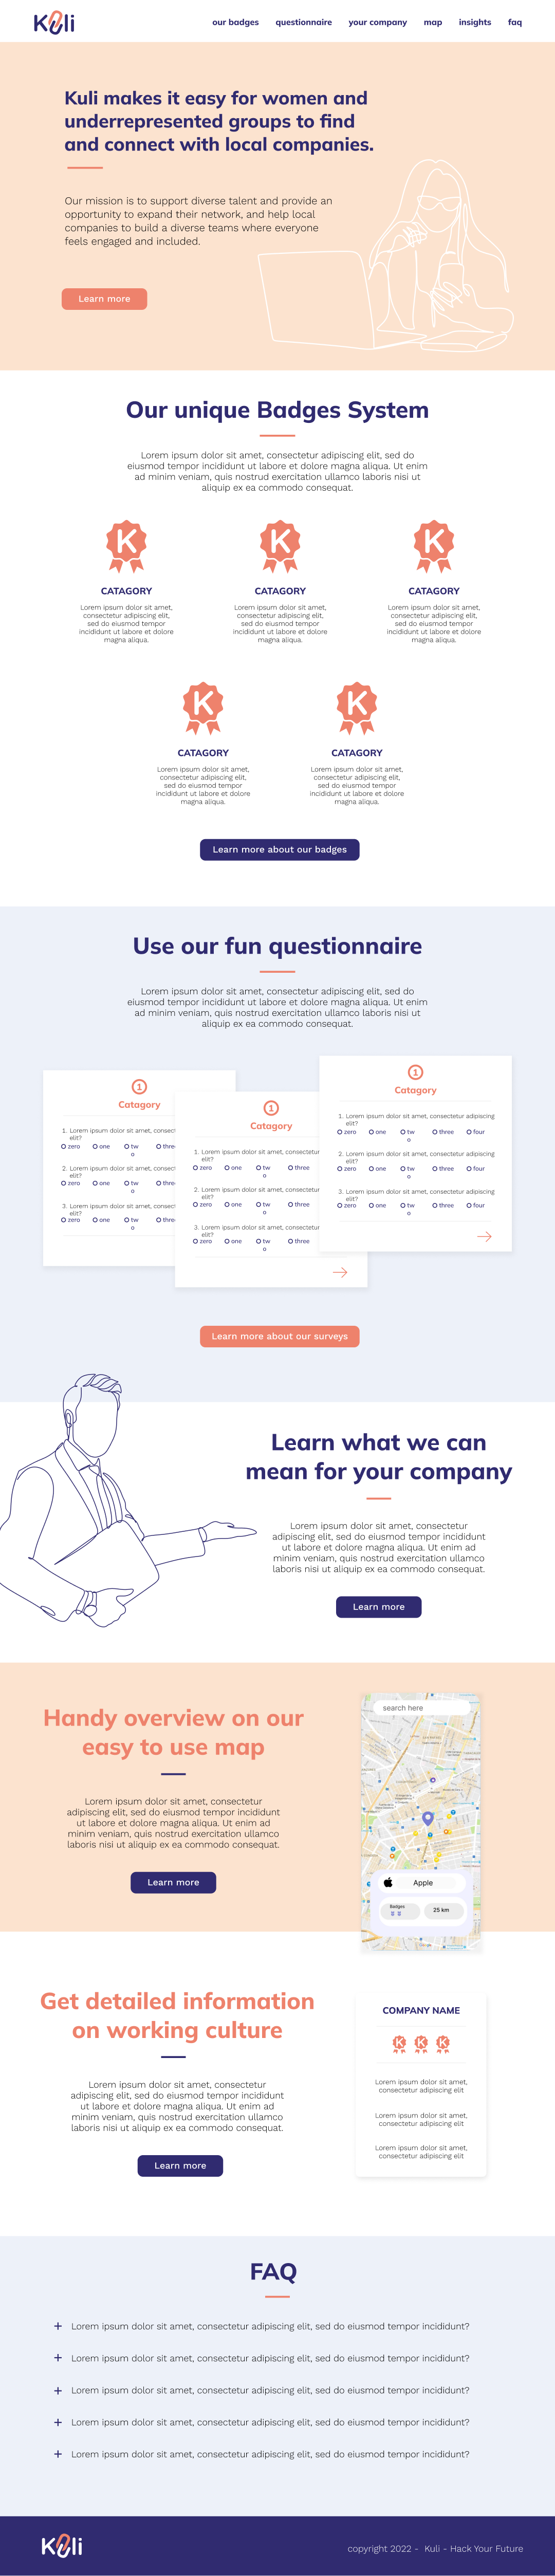 Kuli
our badges questionnaire your company map insights faq
Kuli makes it easy for women and
underrepresented groups to find
and connect with local companies.
Our mission is to support diverse talent and provide an
opportunity to expand their network, and help local
companies to build a diverse teams where everyone
feels engaged and included.
Learn more
Our unique Badges System
Lorem ipsum dolor sit amet, consectetur adipiscing elit, sed do
eiusmod tempor incididunt ut labore et dolore magna aliqua. Ut enim
ad minim veniam, quis nostrud exercitation ullamco laboris nisi ut
aliquip ex ea commodo consequat.
K
CATAGORY
Lorem ipsum dolor sit amet,
consectetur adipiscing elit,
sed do eiusmod tempor
incididunt ut labore et dolore
magna aliqua.
K
CATAGORY
Lorem ipsum dolor sit amet,
consectetur adipiscing elit,
sed do eiusmod tempor
incididunt ut labore et dolore
magna aliqua.
K
CATAGORY
Lorem ipsum dolor sit amet,
consectetur adipiscing elit,
sed do eiusmod tempor
incididunt ut labore et dolore
magna aliqua.
K
CATAGORY
Lorem ipsum dolor sit amet,
consectetur adipiscing elit,
sed do eiusmod tempor
incididunt ut labore et dolore
magna aliqua.
K
CATAGORY
Lorem ipsum dolor sit amet,
consectetur adipiscing elit,
sed do eiusmod tempor
incididunt ut labore et dolore
magna aliqua.
Learn more about our badges
Use our fun questionnaire
Lorem ipsum dolor sit amet, consectetur adipiscing elit, sed do
eiusmod tempor incididunt ut labore et dolore magna aliqua. Ut enim
ad minim veniam, quis nostrud exercitation ullamco laboris nisi ut
aliquip ex ea commodo consequat.
1
Catagory
1. Lorem ipsum dolor sit amet, consect
elit?
zero one tw three
o
2. Lorem ipsum dolor sit amet, consect
elit?
zero one tw three
o
3. Lorem ipsum dolor sit amet, consect
elit?
zero one tw three
o
1
Catagory
1. Lorem ipsum dolor sit amet, consectetur
elit?
zero one tw three
o
2. Lorem ipsum dolor sit amet, consectetur
elit?
zero one tw three
o
3. Lorem ipsum dolor sit amet, consectetur
elit?
zero one tw three
o
1
Catagory
1. Lorem ipsum dolor sit amet, consectetur adipiscing
elit?
zero one tw three four
o
2. Lorem ipsum dolor sit amet, consectetur adipiscing
elit?
zero one tw three four
o
3. Lorem ipsum dolor sit amet, consectetur adipiscing
elit?
zero one tw three four
o
Learn more about our surveys
Learn what we can
mean for your company
Lorem ipsum dolor sit amet, consectetur
adipiscing elit, sed do eiusmod tempor incididunt
ut labore et dolore magna aliqua. Ut enim ad
minim veniam, quis nostrud exercitation ullamco
laboris nisi ut aliquip ex ea commodo consequat.
Learn more
Handy overview on our
easy to use map
Lorem ipsum dolor sit amet, consectetur
adipiscing elit, sed do eiusmod tempor incididunt
ut labore et dolore magna aliqua. Ut enim ad
minim veniam, quis nostrud exercitation ullamco
laboris nisi ut aliquip ex ea commodo consequat.
Learn more
search here
Apple
Badges
25 km
Get detailed information
on working culture
Lorem ipsum dolor sit amet, consectetur
adipiscing elit, sed do eiusmod tempor incididunt
ut labore et dolore magna aliqua. Ut enim ad
minim veniam, quis nostrud exercitation ullamco
laboris nisi ut aliquip ex ea commodo consequat.
Learn more
COMPANY NAME
K K K
Lorem ipsum dolor sit amet,
consectetur adipiscing elit
Lorem ipsum dolor sit amet,
consectetur adipiscing elit
Lorem ipsum dolor sit amet,
consectetur adipiscing elit
FAQ
+ Lorem ipsum dolor sit amet, consectetur adipiscing elit, sed do eiusmod tempor incididunt?
+ Lorem ipsum dolor sit amet, consectetur adipiscing elit, sed do eiusmod tempor incididunt?
+ Lorem ipsum dolor sit amet, consectetur adipiscing elit, sed do eiusmod tempor incididunt?
+ Lorem ipsum dolor sit amet, consectetur adipiscing elit, sed do eiusmod tempor incididunt?
+ Lorem ipsum dolor sit amet, consectetur adipiscing elit, sed do eiusmod tempor incididunt?
Kuli
copyright 2022 - Kuli - Hack Your Future